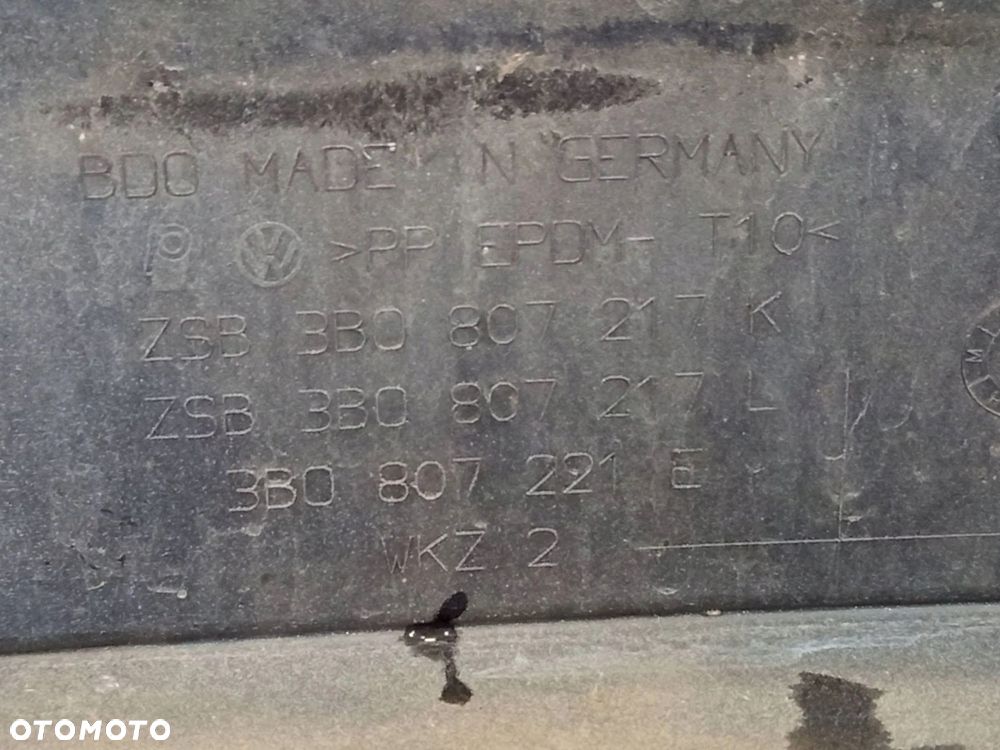 BDO MADE IN GERMANY
>PP EPDM- T10<
ZSB 3B0 807 217 K
ZSB 3B0 807 217 L
3B0 807 221 E
WKZ 2
OTOMOTO